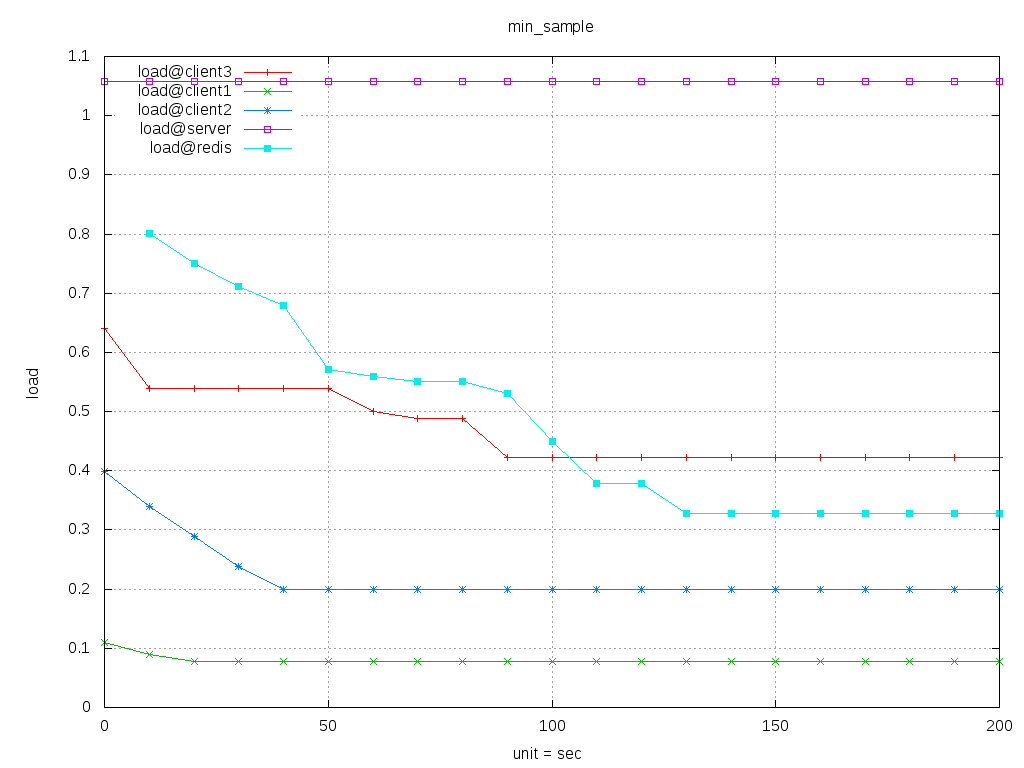 min_sample
1.1
1
0.9
0.8
0.7
0.6
0.5
0.4
0.3
0.2
0.1
0
load
load@client3
load@client1
load@client2
load@server
load@redis
0 50 100 150 200
unit = sec